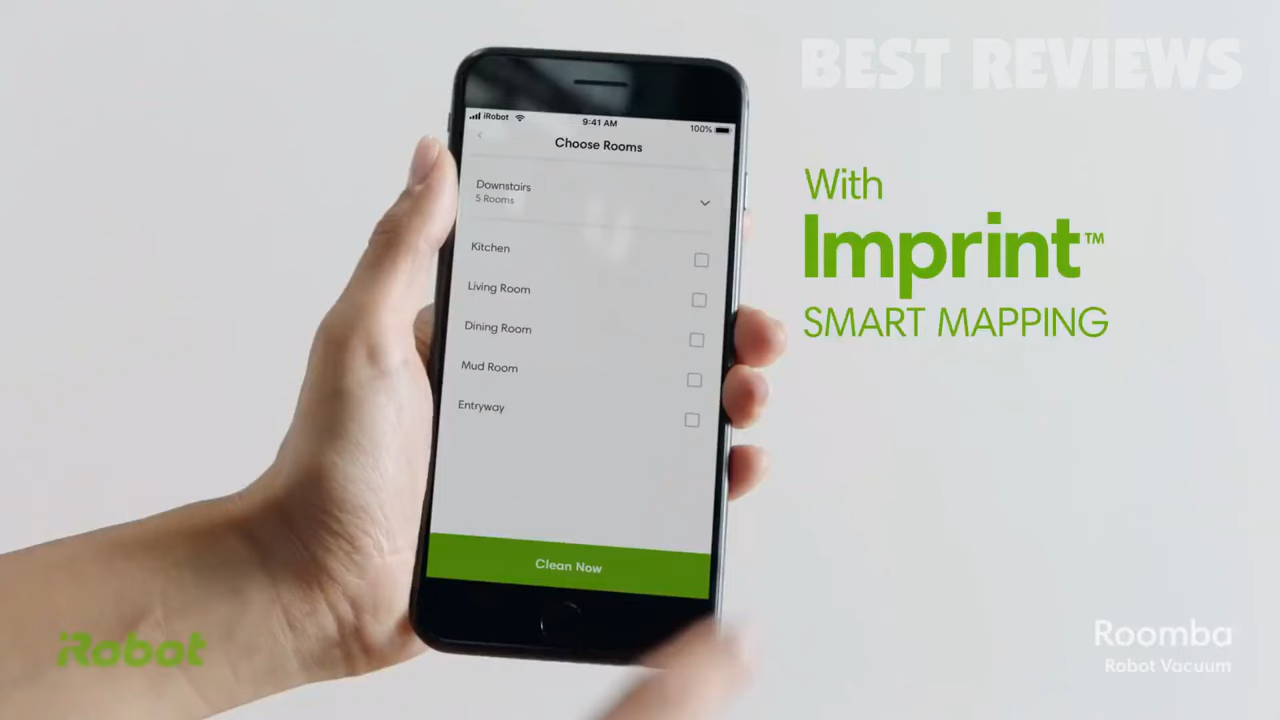 BEST REVIEWS
iRobot
9:41 AM
100%
Choose Rooms
Downstairs
5 Rooms
Kitchen
Living Room
Dining Room
Mud Room
Entryway
Clean Now
With
Imprint™
SMART MAPPING
iRobot
Roomba
Robot Vacuum